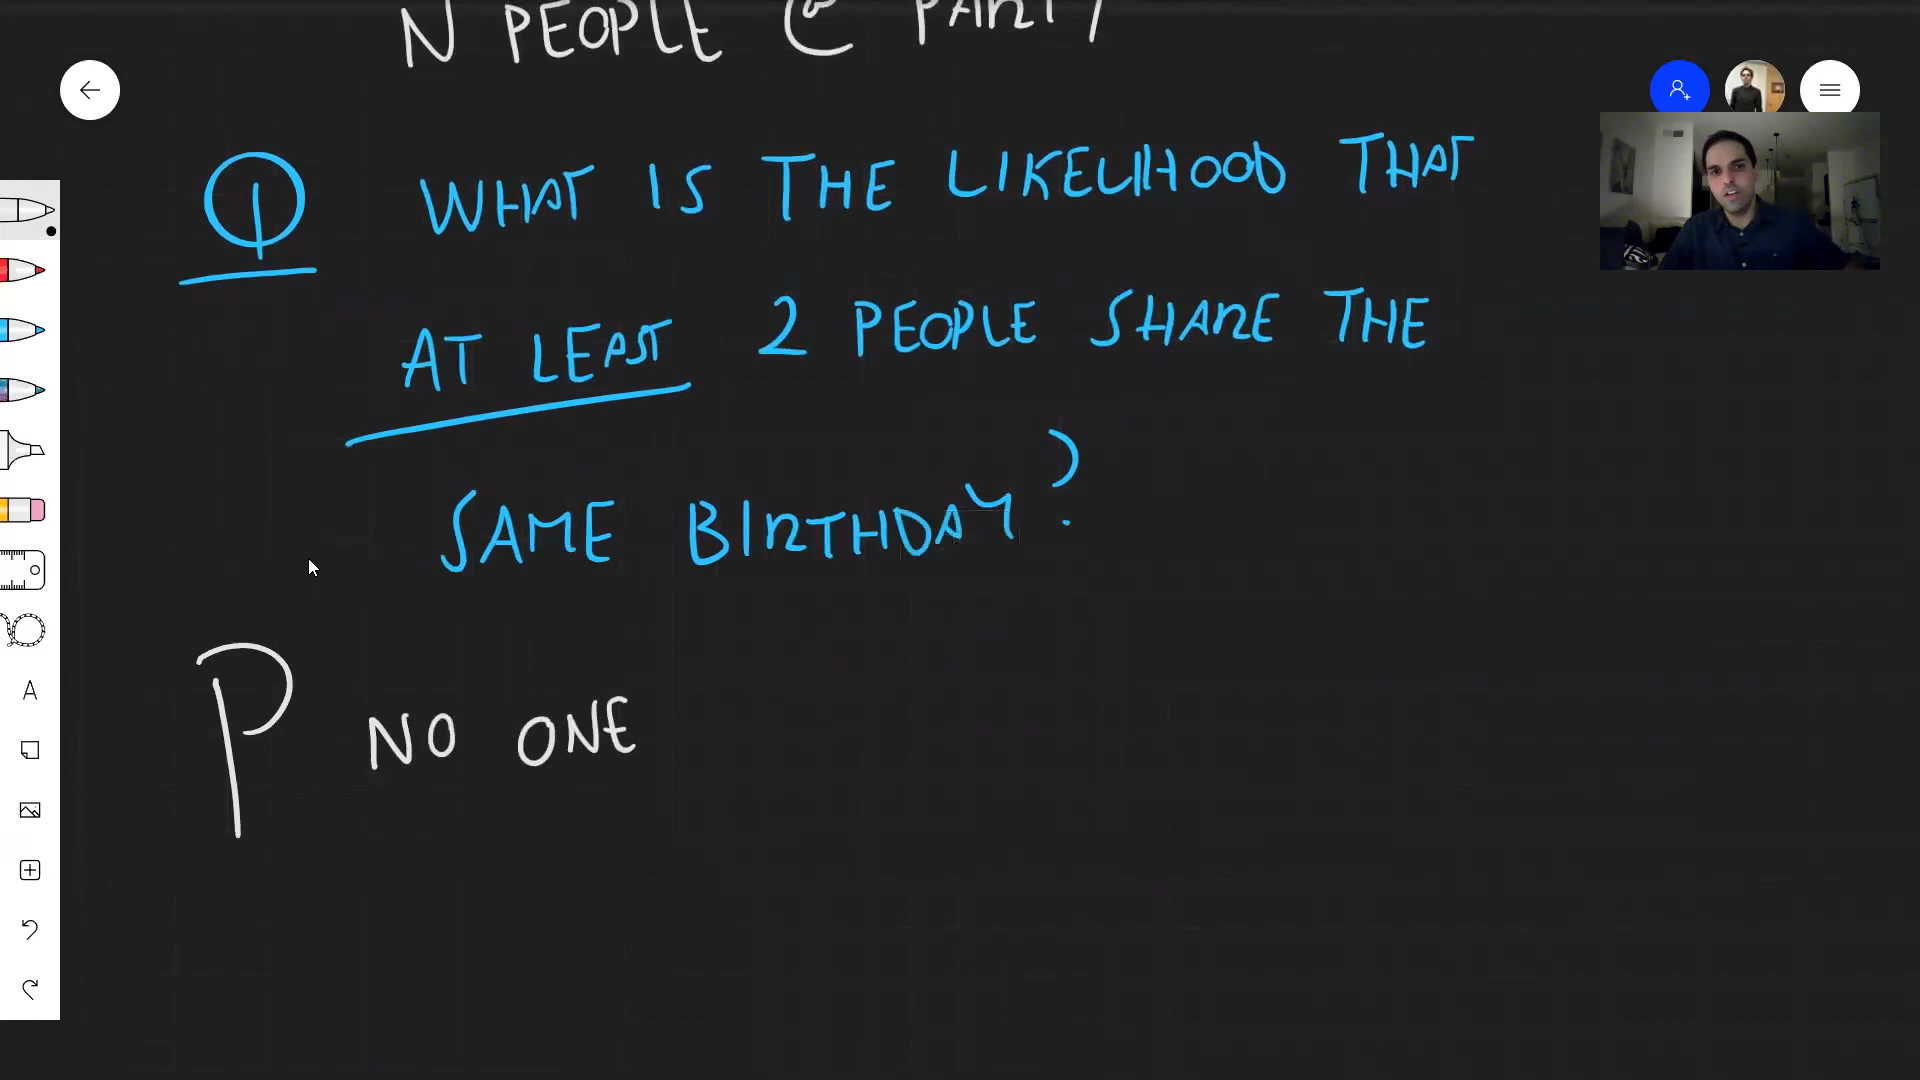 N PEOPLE @ PARTY
Q WHAT IS THE LIKELIHOOD THAT
AT LEAST 2 PEOPLE SHARE THE
SAME BIRTHDAY?
P NO ONE
A